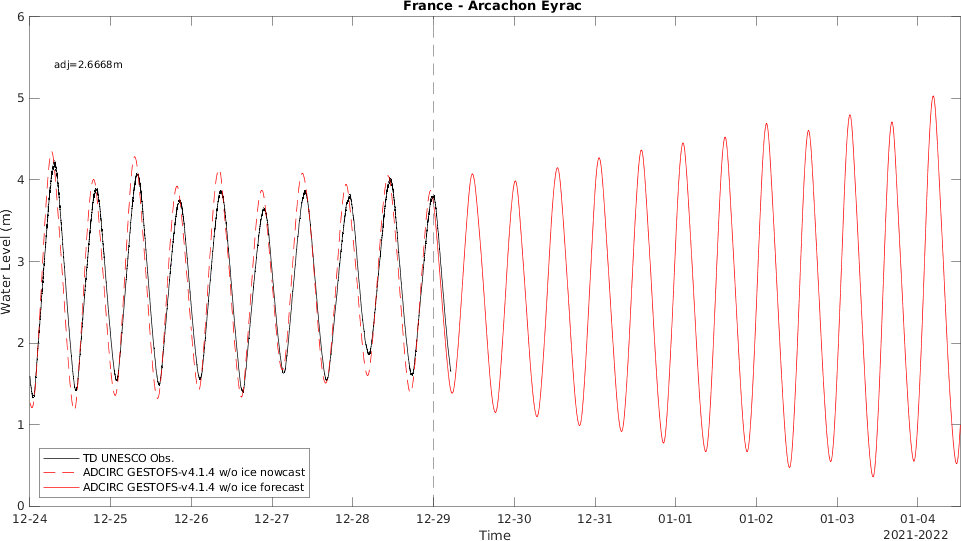 France - Arcachon Eyrac
6
adj=2.6668m
5
4
3
2
1
0
Water Level (m)
TD UNESCO Obs.
ADCIRC GESTOFS-v4.1.4 w/o ice nowcast
ADCIRC GESTOFS-v4.1.4 w/o ice forecast
12-24 12-25 12-26 12-27 12-28 12-29 12-30 12-31 01-01 01-02 01-03 01-04
Time
2021-2022